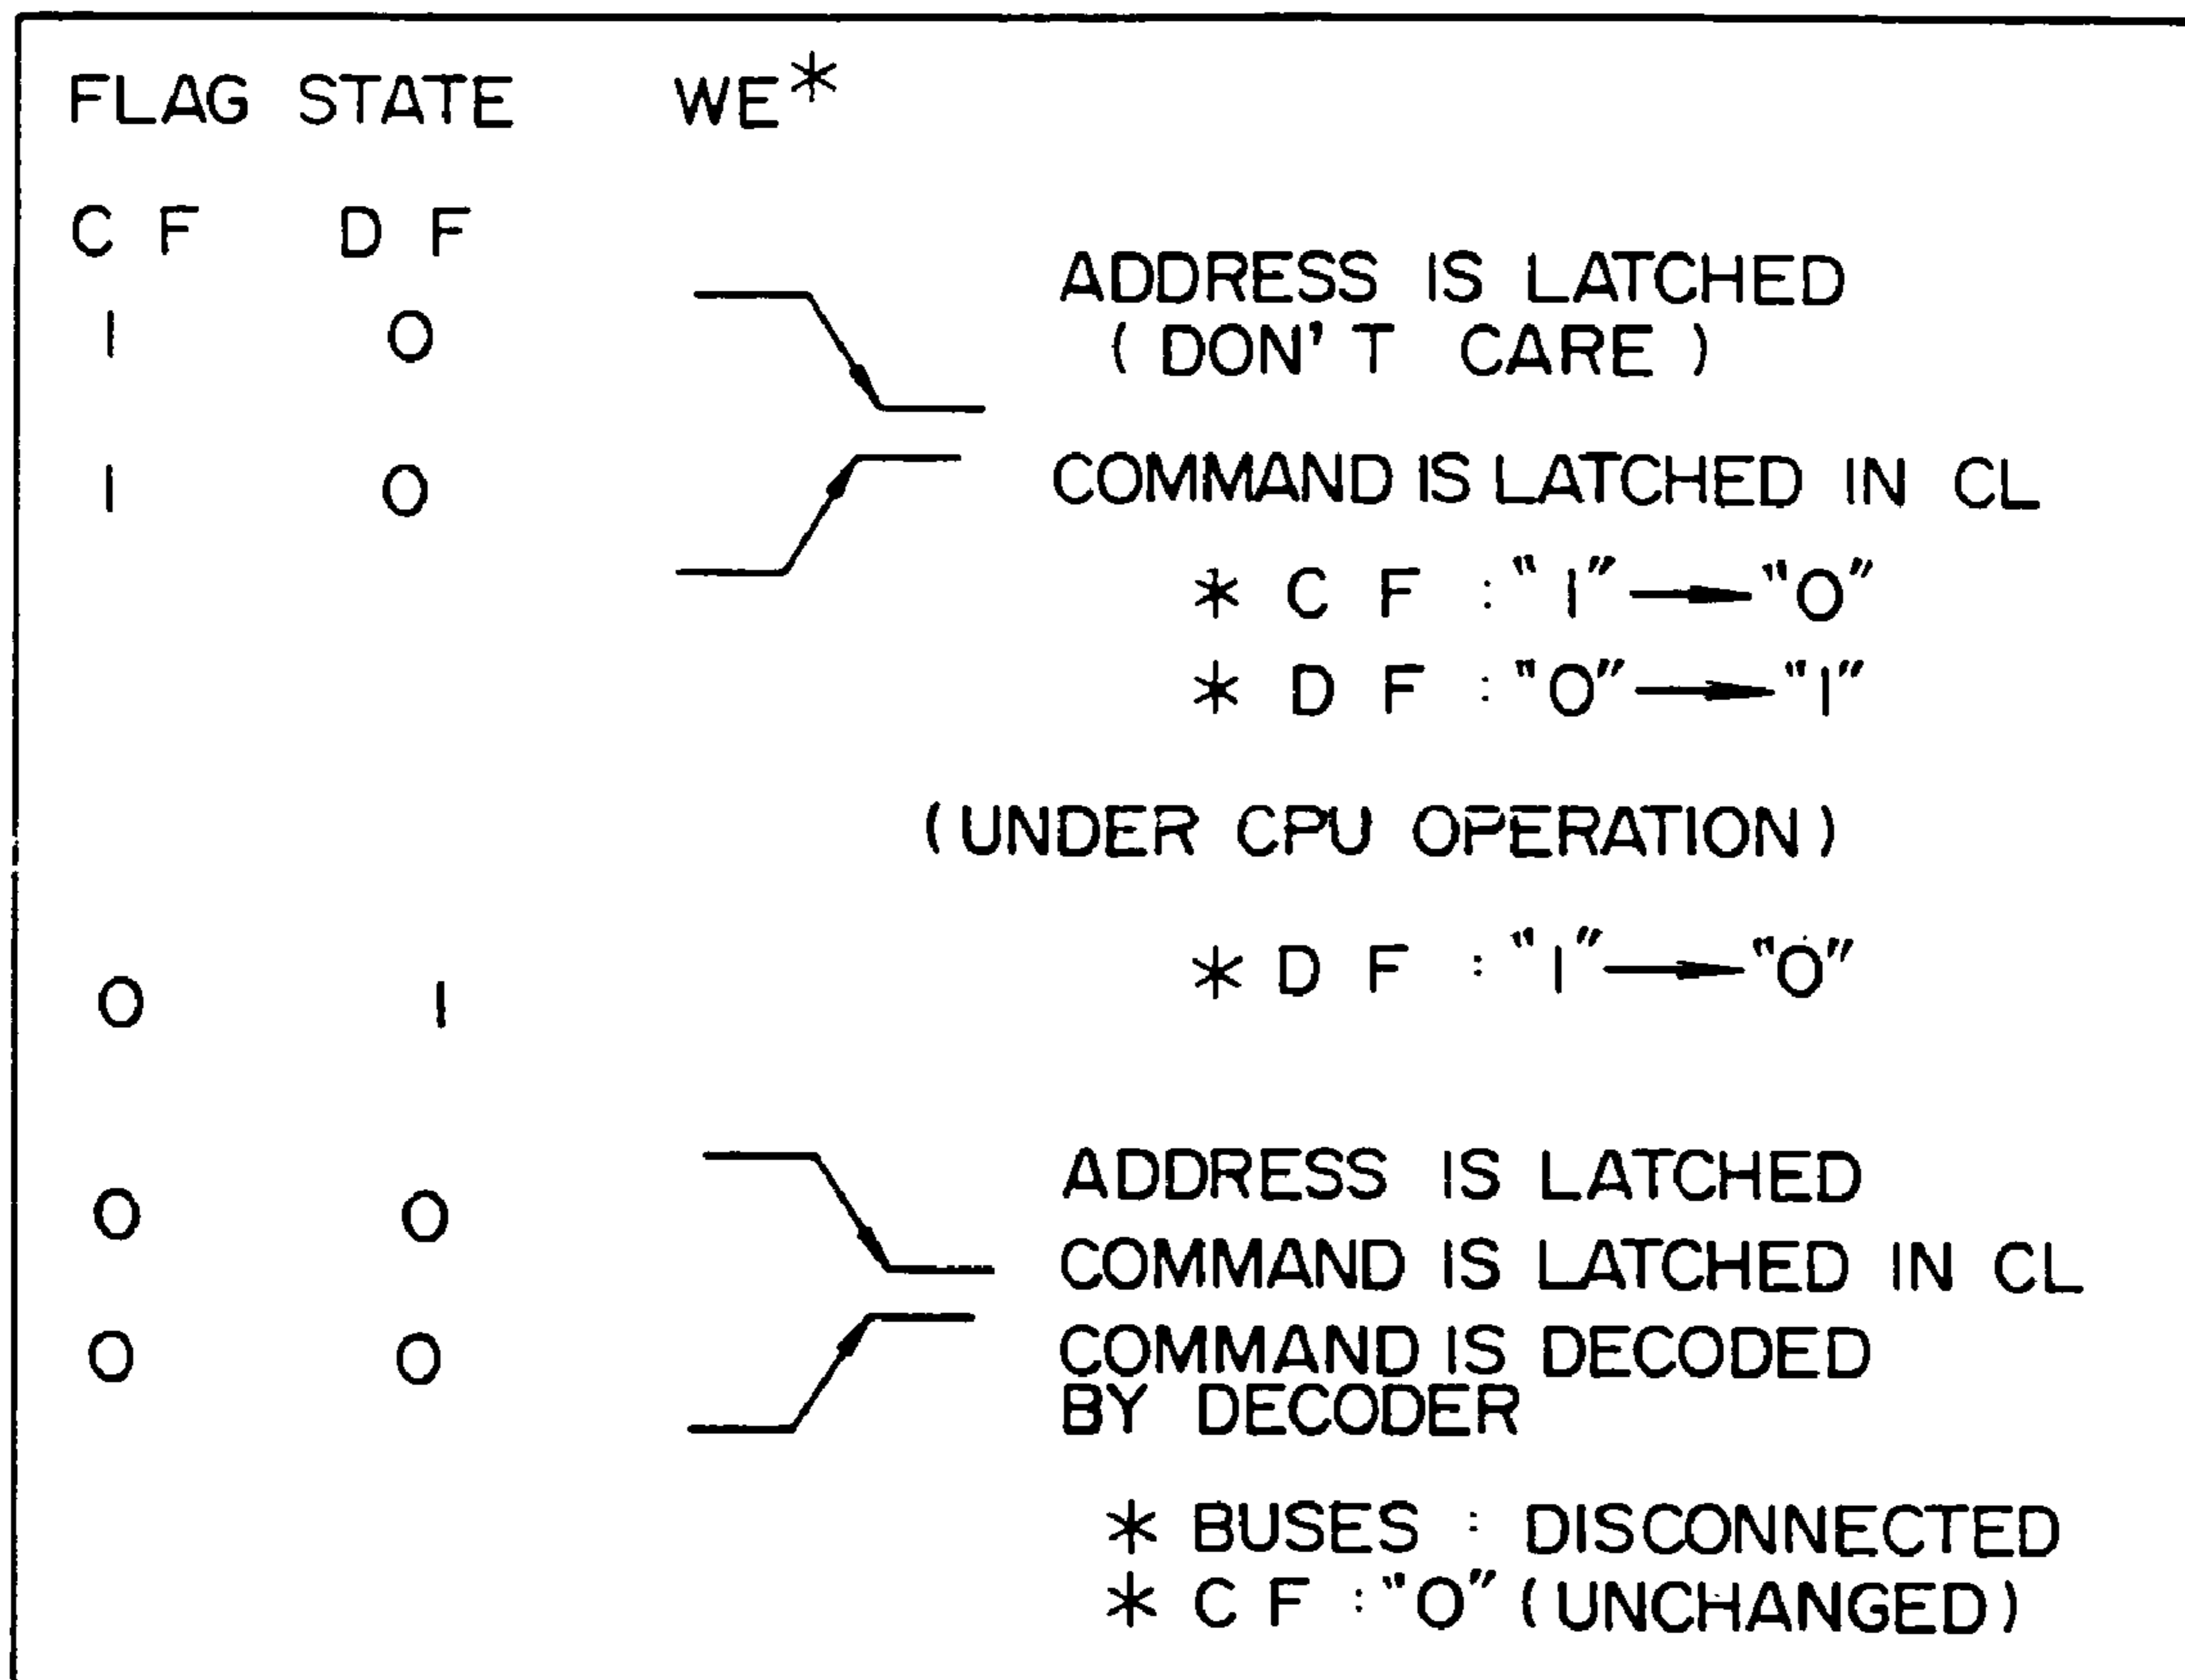 FLAG STATE WE*
C F D F
ADDRESS IS LATCHED
1 0 (DON'T CARE)
1 0 COMMAND IS LATCHED IN CL
* C F : "1" → "0"
* D F : "0" → "1"
(UNDER CPU OPERATION)
* D F : "1" → "0"
0 1
ADDRESS IS LATCHED
0 0
COMMAND IS LATCHED IN CL
0 0 COMMAND IS DECODED
BY DECODER
* BUSES : DISCONNECTED
* C F : "0" (UNCHANGED)